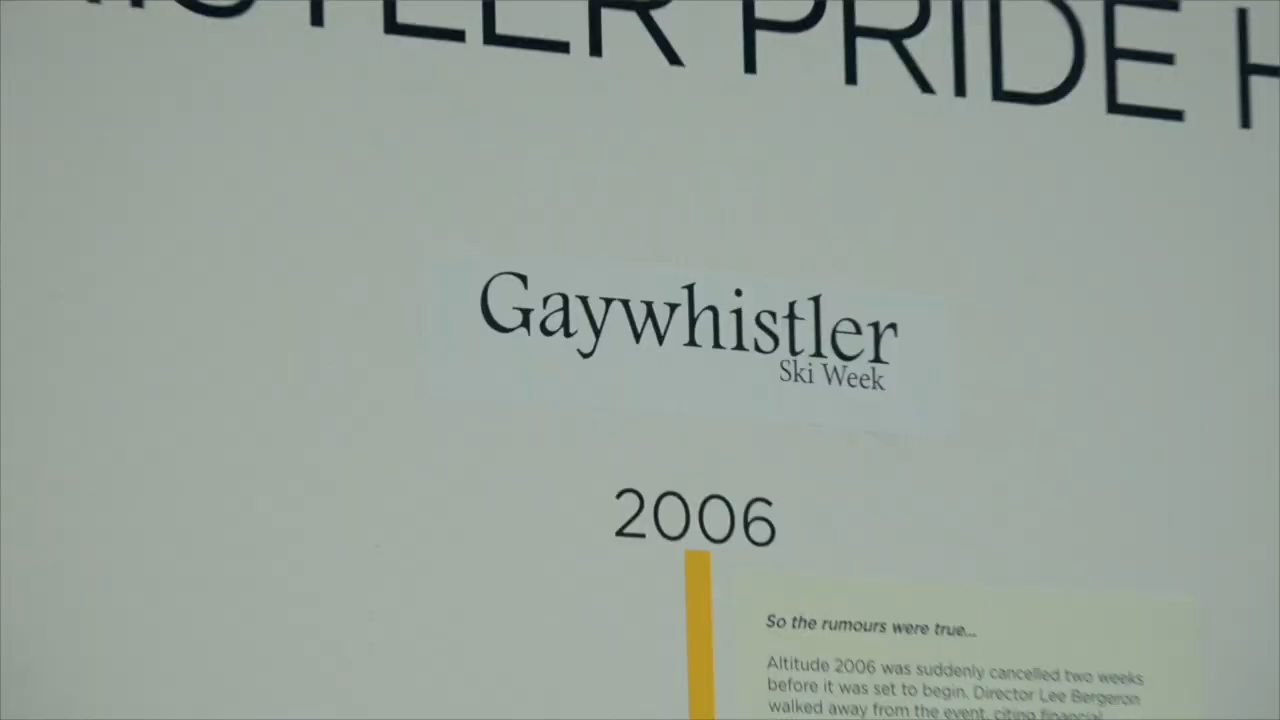 PRIDE
Gaywhistler
Ski Week
2006
So the rumours were true...
Altitude 2006 was suddenly cancelled two weeks
before it was set to begin. Director Lee Bergeron
walked away from the event, citing financial